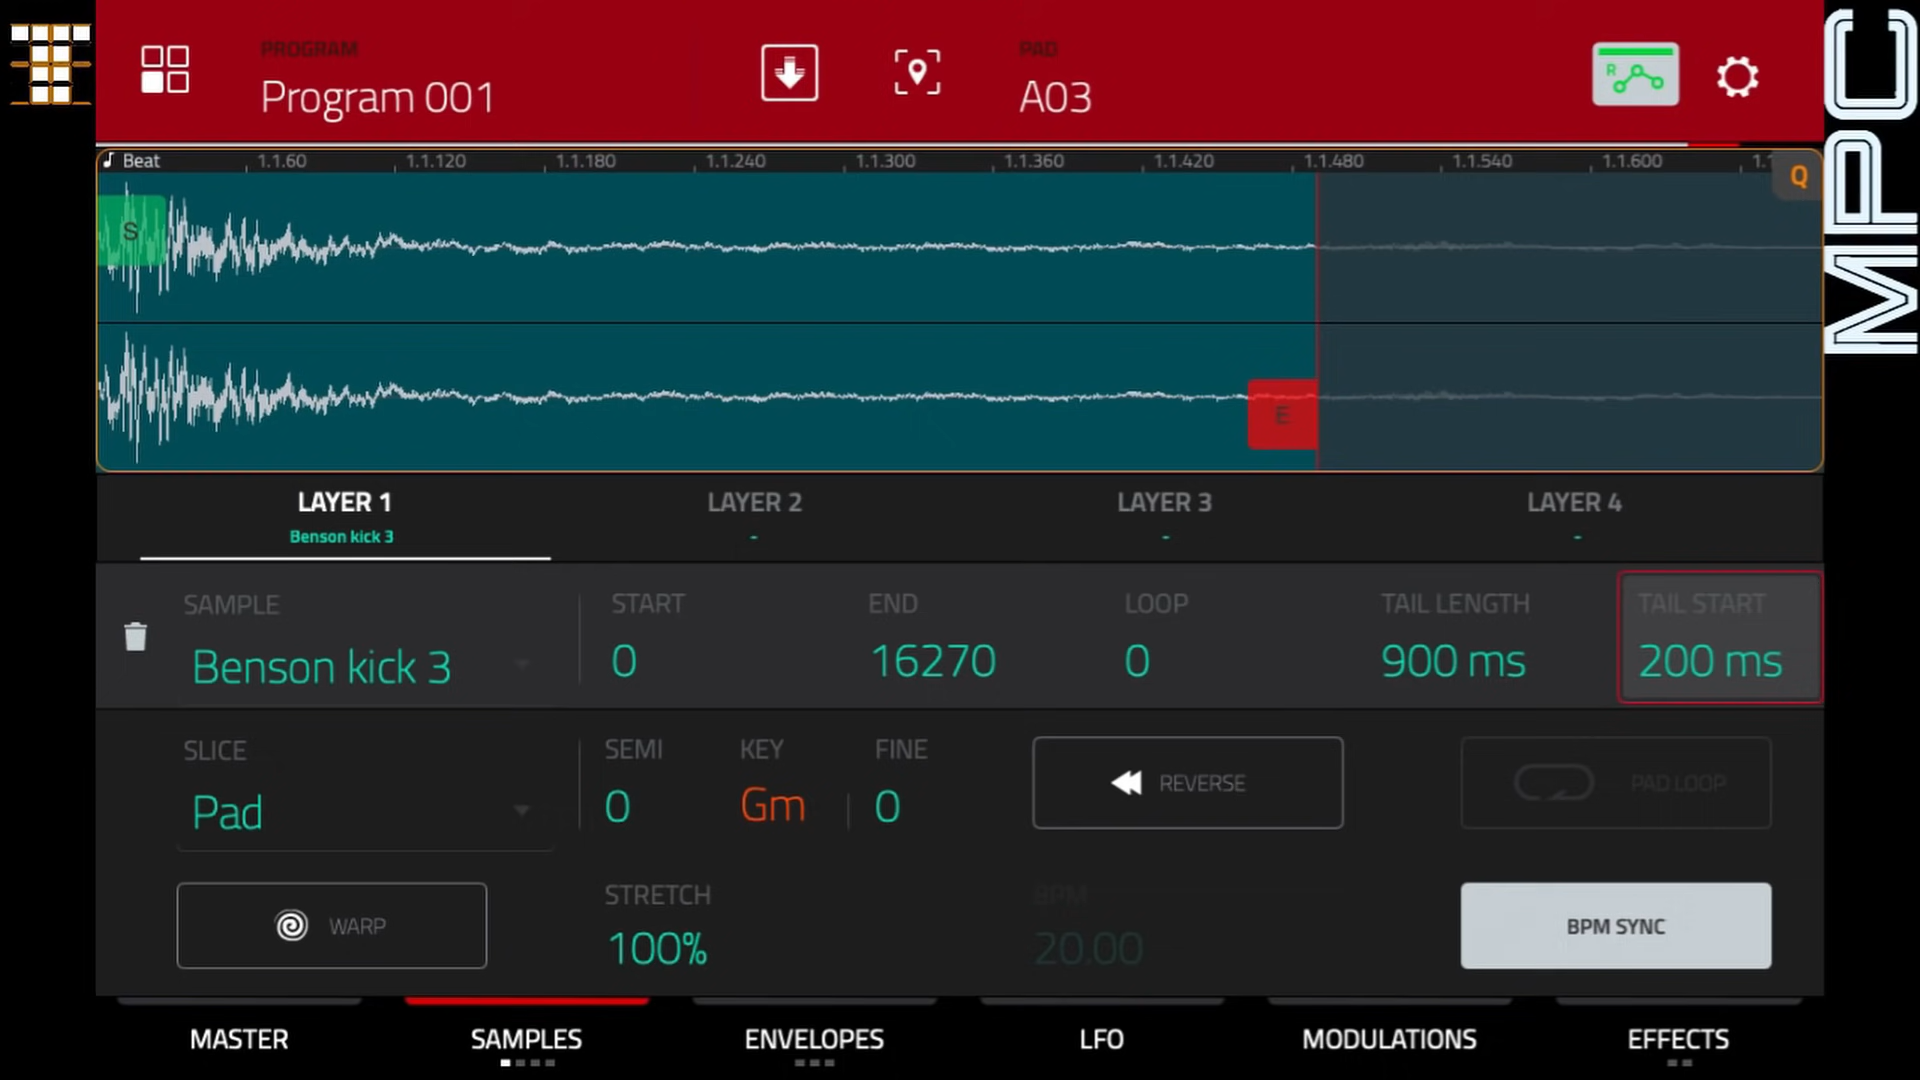 PROGRAM
Program 001
PAD
A03
R
MPC
Beat 1.1.60 1.1.120 1.1.180 1.1.240 1.1.300 1.1.360 1.1.420 1.1.480 1.1.540 1.1.600
Q
S
E
LAYER 1 LAYER 2 LAYER 3 LAYER 4
Benson kick 3 - - -
SAMPLE START END LOOP TAIL LENGTH TAIL START
Benson kick 3 0 16270 0 900 ms 200 ms
SLICE SEMI KEY FINE
Pad 0 Gm 0
REVERSE PAD LOOP
WARP
STRETCH BPM
100% 20.00
BPM SYNC
MASTER SAMPLES ENVELOPES LFO MODULATIONS EFFECTS